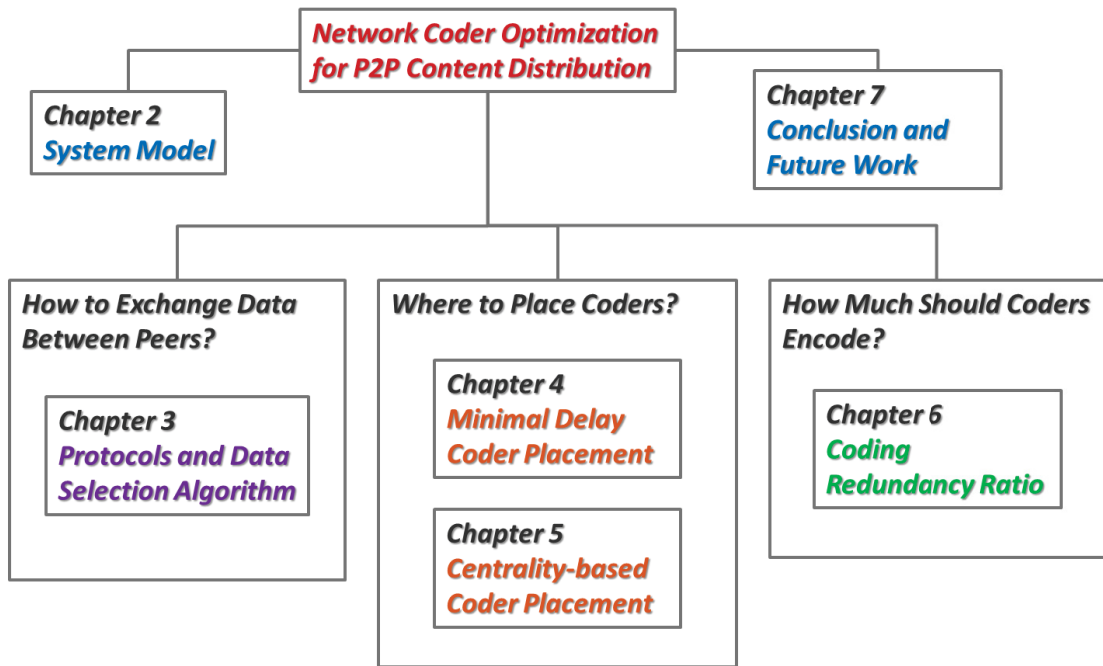 Network Coder Optimization
for P2P Content Distribution
Chapter 2
System Model
Chapter 7
Conclusion and
Future Work
How to Exchange Data
Between Peers?
Chapter 3
Protocols and Data
Selection Algorithm
Where to Place Coders?
Chapter 4
Minimal Delay
Coder Placement
Chapter 5
Centrality-based
Coder Placement
How Much Should Coders
Encode?
Chapter 6
Coding
Redundancy Ratio